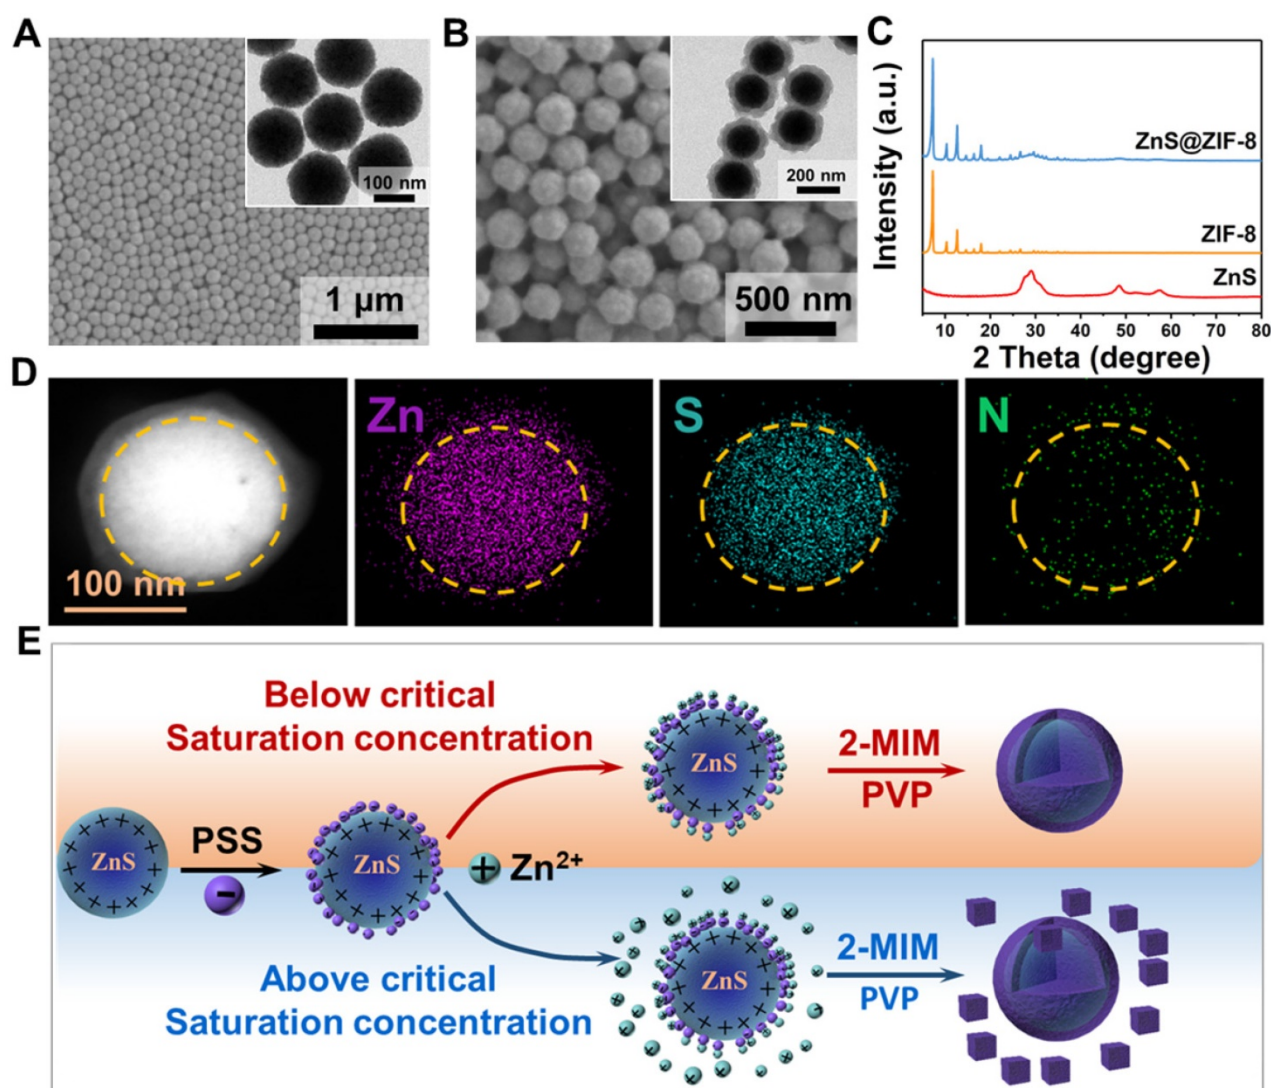 A
100 nm
1 µm
B
200 nm
500 nm
C
Intensity (a.u.)
ZnS@ZIF-8
ZIF-8
ZnS
10 20 30 40 50 60 70 80
2 Theta (degree)
D
100 nm
Zn
S
N
E
Below critical
Saturation concentration
ZnS
2-MIM
PVP
ZnS
PSS
-
ZnS
+ Zn²⁺
Above critical
Saturation concentration
ZnS
2-MIM
PVP